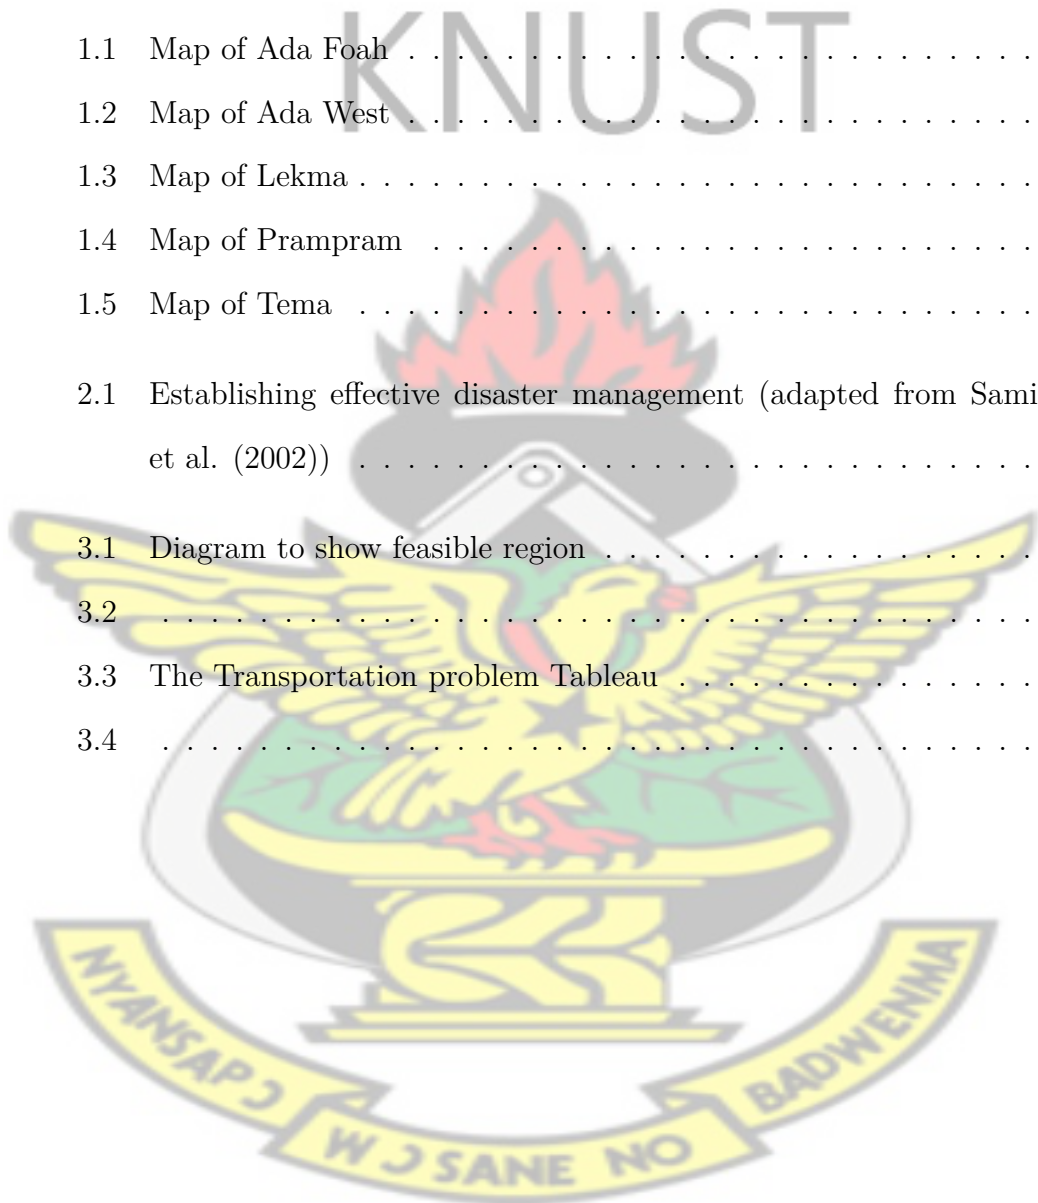 KNUST
1.1 Map of Ada Foah . . . . . . . . . . . . . . . . . . . . . . . . . .
1.2 Map of Ada West . . . . . . . . . . . . . . . . . . . . . . . . . .
1.3 Map of Lekma . . . . . . . . . . . . . . . . . . . . . . . . . . . .
1.4 Map of Prampram . . . . . . . . . . . . . . . . . . . . . . . . .
1.5 Map of Tema . . . . . . . . . . . . . . . . . . . . . . . . . . . .
2.1 Establishing effective disaster management (adapted from Sami
et al. (2002)) . . . . . . . . . . . . . . . . . . . . . . . . . . . .
3.1 Diagram to show feasible region . . . . . . . . . . . . . . . . . .
3.2 . . . . . . . . . . . . . . . . . . . . . . . . . . . . . . . . . . . .
3.3 The Transportation problem Tableau . . . . . . . . . . . . . . .
3.4 . . . . . . . . . . . . . . . . . . . . . . . . . . . . . . . . . . . .
NYANSAPƆ
WƆ SANE NO
BADWENMA